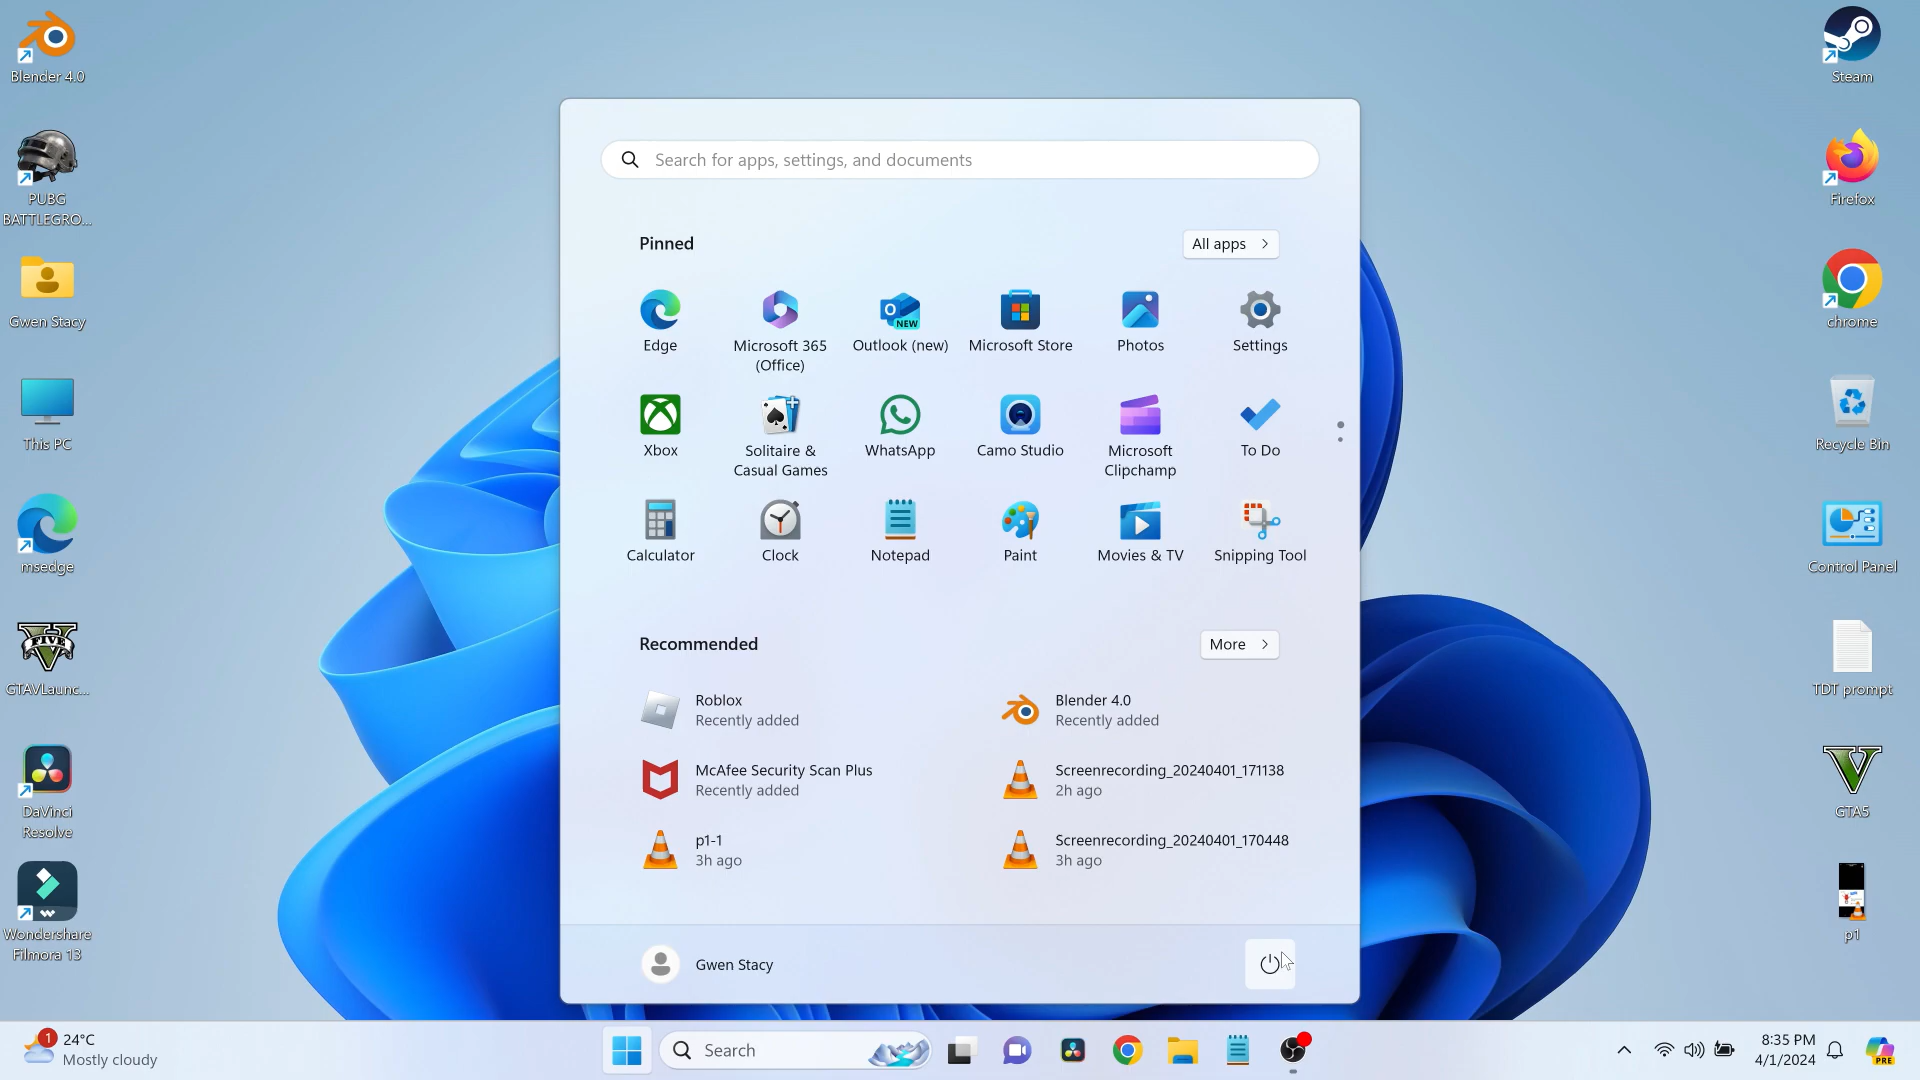 Blender 4.0
PUBG
BATTLEGRO...
Gwen Stacy
This PC
msedge
FIVE
GTAVLaunc...
DaVinci
Resolve
Wondershare
Filmora 13
Search for apps, settings, and documents
Pinned
All apps
Edge
Microsoft 365
(Office)
NEW
Outlook (new)
Microsoft Store
Photos
Settings
Xbox
Solitaire &
Casual Games
WhatsApp
Camo Studio
Microsoft
Clipchamp
To Do
Calculator
Clock
Notepad
Paint
Movies & TV
Snipping Tool
Recommended
More
Roblox
Recently added
Blender 4.0
Recently added
McAfee Security Scan Plus
Recently added
Screenrecording_20240401_171138
2h ago
p1-1
3h ago
Screenrecording_20240401_170448
3h ago
Gwen Stacy
Steam
Firefox
chrome
Recycle Bin
Control Panel
TDT prompt
GTA5
p1
1
24°C
Mostly cloudy
Search
8:35 PM
4/1/2024
PRE